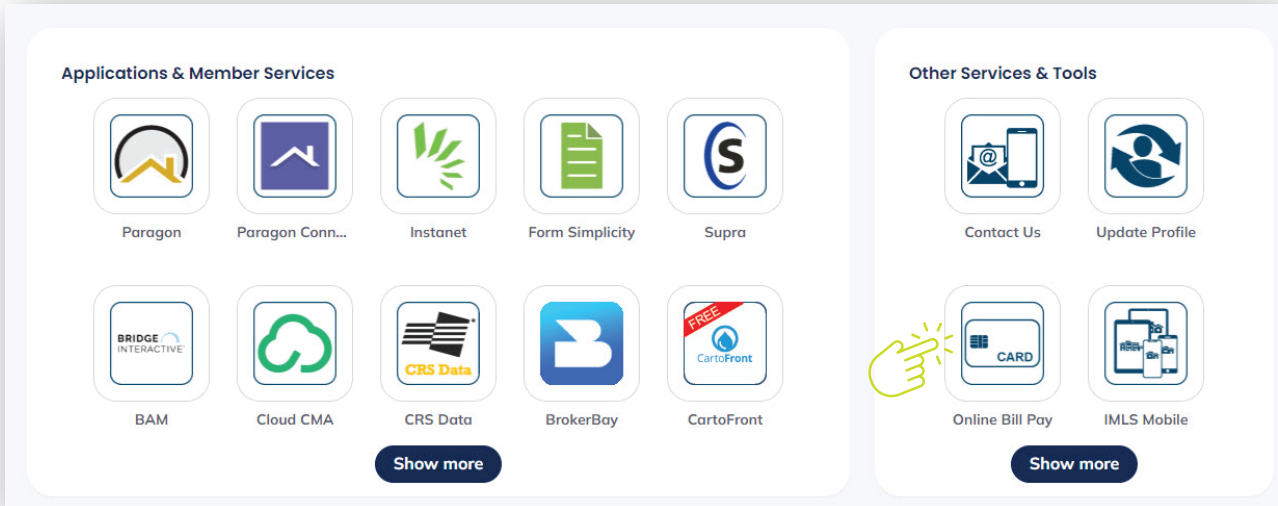 Applications & Member Services
Paragon
Paragon Conn...
Instanet
Form Simplicity
S
Supra
BRIDGE
INTERACTIVE
BAM
Cloud CMA
CRS Data
CRS Data
BrokerBay
FREE
CartoFront
CartoFront
Show more
Other Services & Tools
@
Contact Us
Update Profile
CARD
Online Bill Pay
IMLS Mobile
Show more